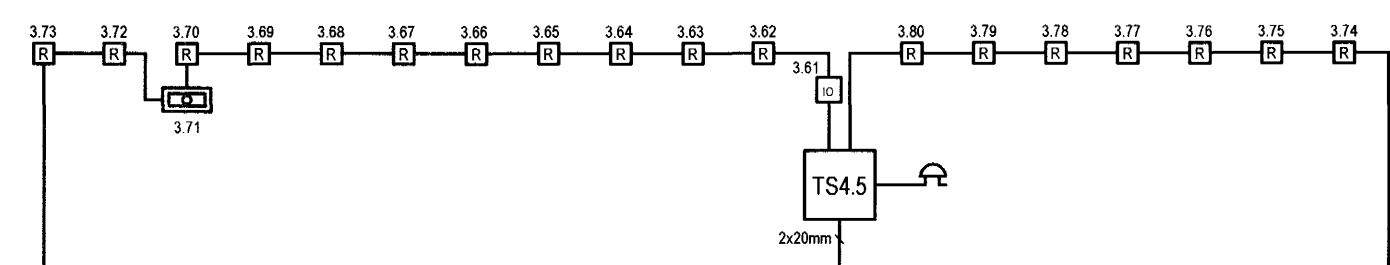 3.73 3.72 3.70 3.69 3.68 3.67 3.66 3.65 3.64 3.63 3.62 3.80 3.79 3.78 3.77 3.76 3.75 3.74
R R R R R R R R R R R R R R R R R R
3.61
IO
3.71
TS4.5
2x20mm